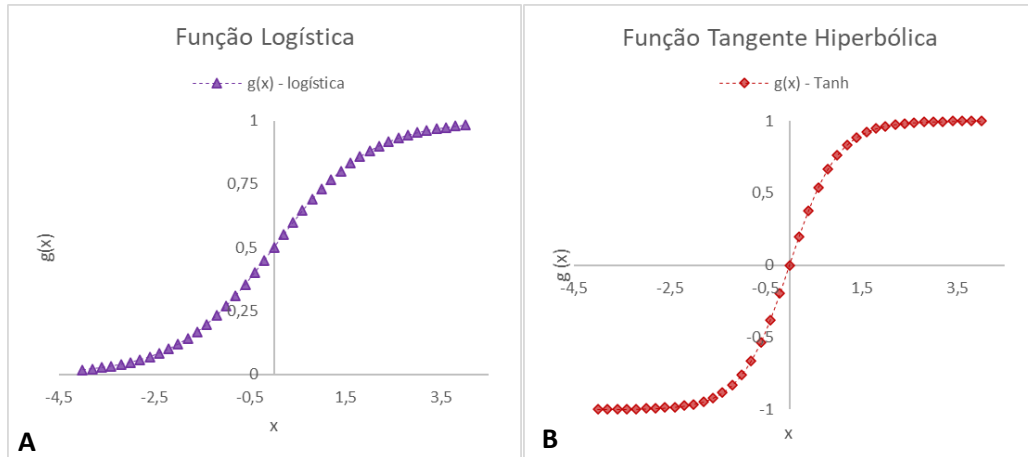 Função Logística
g(x) - logística
1
0,75
0,5
0,25
0
g(x)
-4,5 -2,5 -0,5 1,5 3,5
x
A
Função Tangente Hiperbólica
g(x) - Tanh
1
0,5
0
-0,5
-1
g (x)
-4,5 -2,5 -0,5 1,5 3,5
x
B